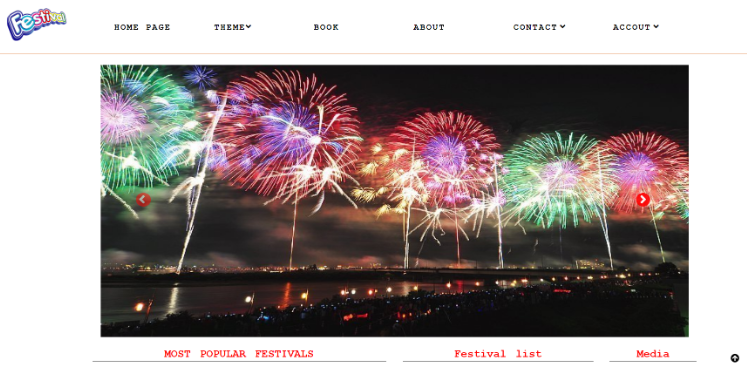 Festival
HOME PAGE THEME BOOK ABOUT CONTACT ACCOUT
MOST POPULAR FESTIVALS Festival list Media